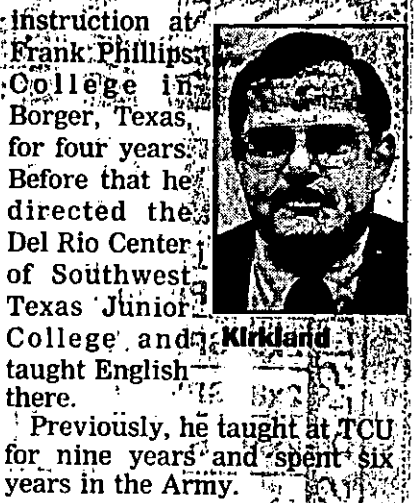 instruction at
Frank Phillips
College in
Borger, Texas,
for four years.
Before that he
directed the
Del Rio Center
of Southwest
Texas Junior
College and
taught English
there.
Kirkland
Previously, he taught at TCU
for nine years and spent six
years in the Army.